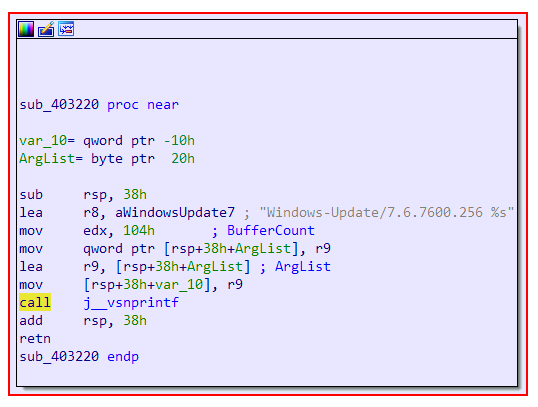 sub_403220 proc near
var_10= qword ptr -10h
ArgList= byte ptr  20h
sub     rsp, 38h
lea     r8, aWindowsUpdate7 ; "Windows-Update/7.6.7600.256 %s"
mov     edx, 104h       ; BufferCount
mov     qword ptr [rsp+38h+ArgList], r9
lea     r9, [rsp+38h+ArgList] ; ArgList
mov     [rsp+38h+var_10], r9
call    j__vsnprintf
add     rsp, 38h
retn
sub_403220 endp